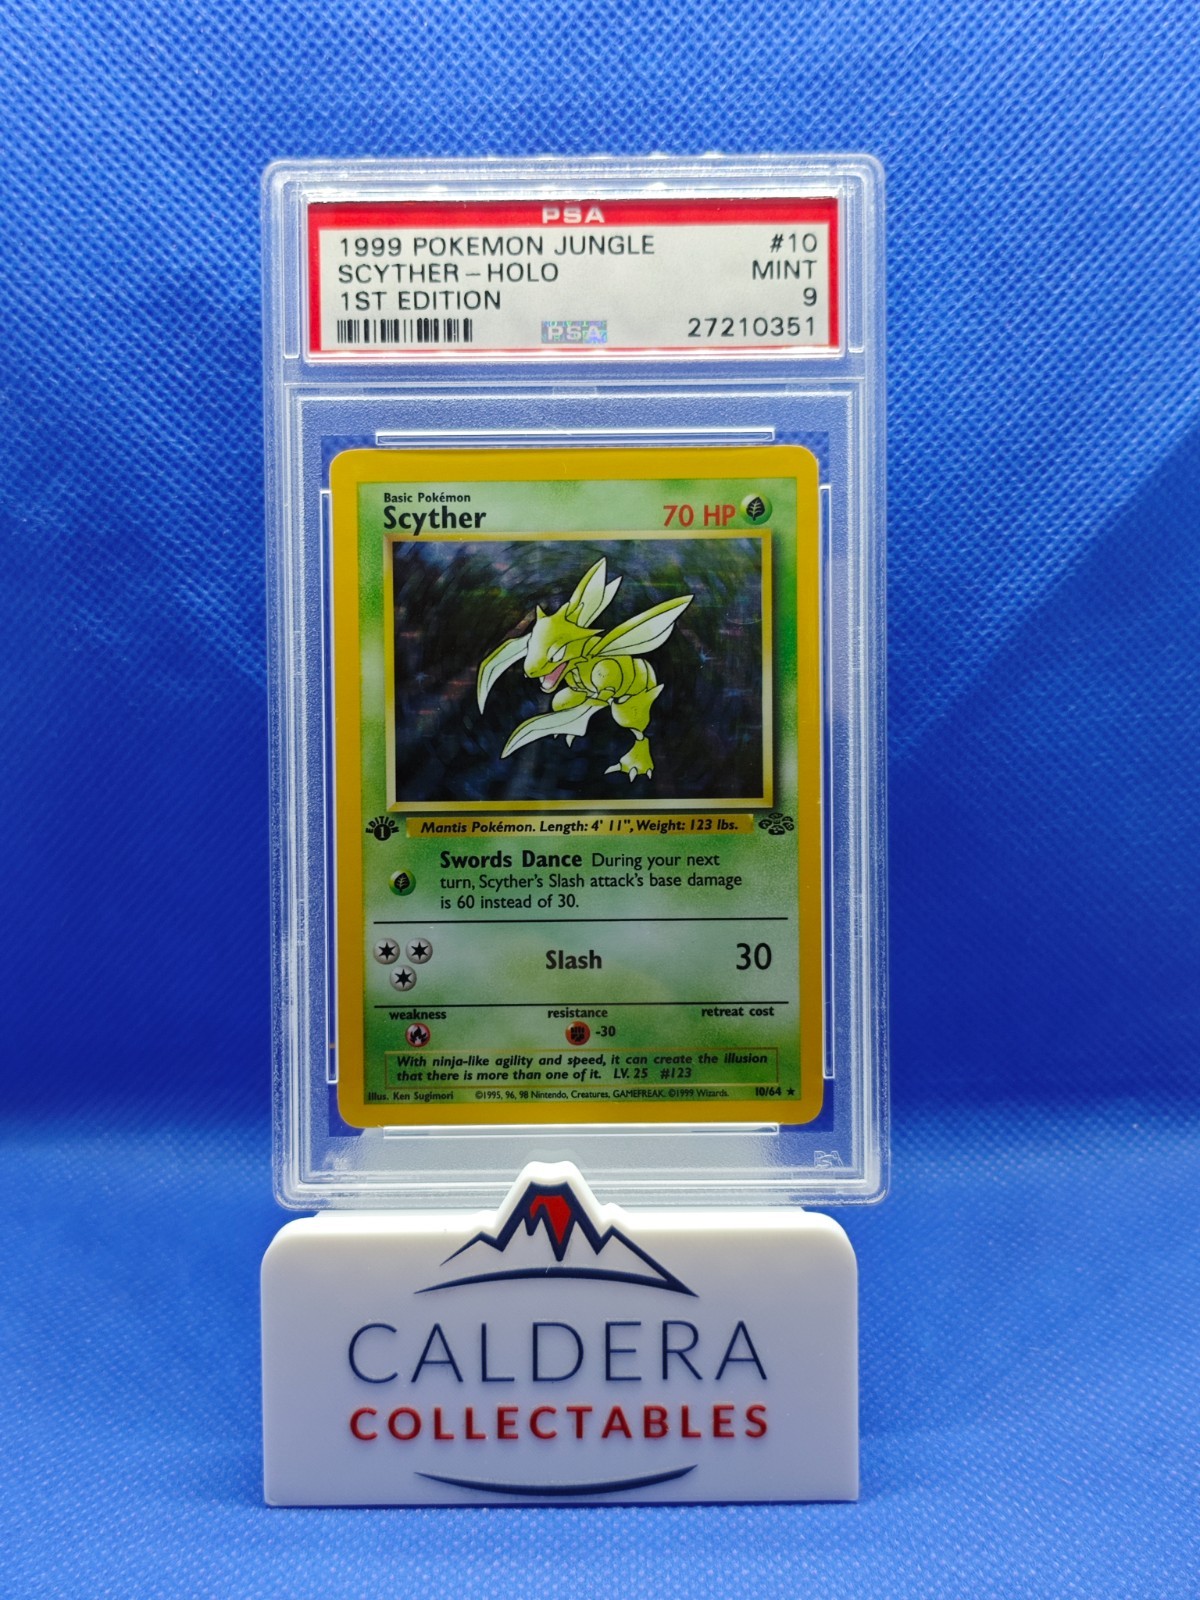 PSA
1999 POKEMON JUNGLE #10
SCYTHER - HOLO MINT
1ST EDITION 9
PSA 27210351
Basic Pokémon
Scyther 70 HP
EDITION 1
Mantis Pokémon. Length: 4' 11", Weight: 123 lbs.
Swords Dance During your next
turn, Scyther's Slash attack's base damage
is 60 instead of 30.
Slash 30
weakness resistance retreat cost
-30
With ninja-like agility and speed, it can create the illusion
that there is more than one of it. LV. 25 #123
Illus. Ken Sugimori ©1995, 96, 98 Nintendo, Creatures, GAMEFREAK. ©1999 Wizards. 10/64 ★
PSA
CALDERA
COLLECTABLES